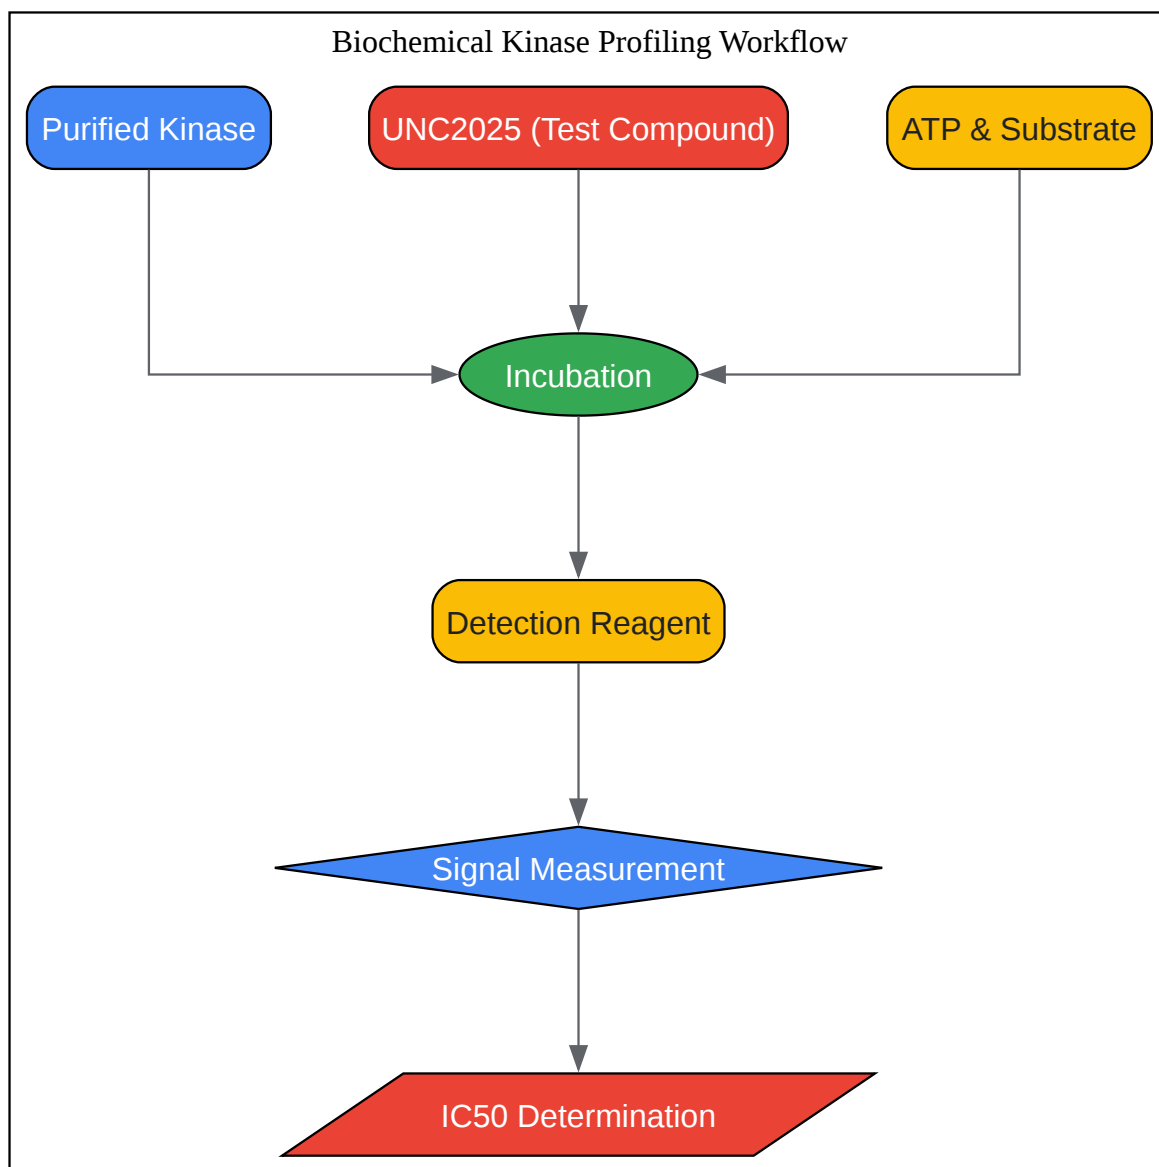 Biochemical Kinase Profiling Workflow
Purified Kinase
UNC2025 (Test Compound)
ATP & Substrate
Incubation
Detection Reagent
Signal Measurement
IC50 Determination